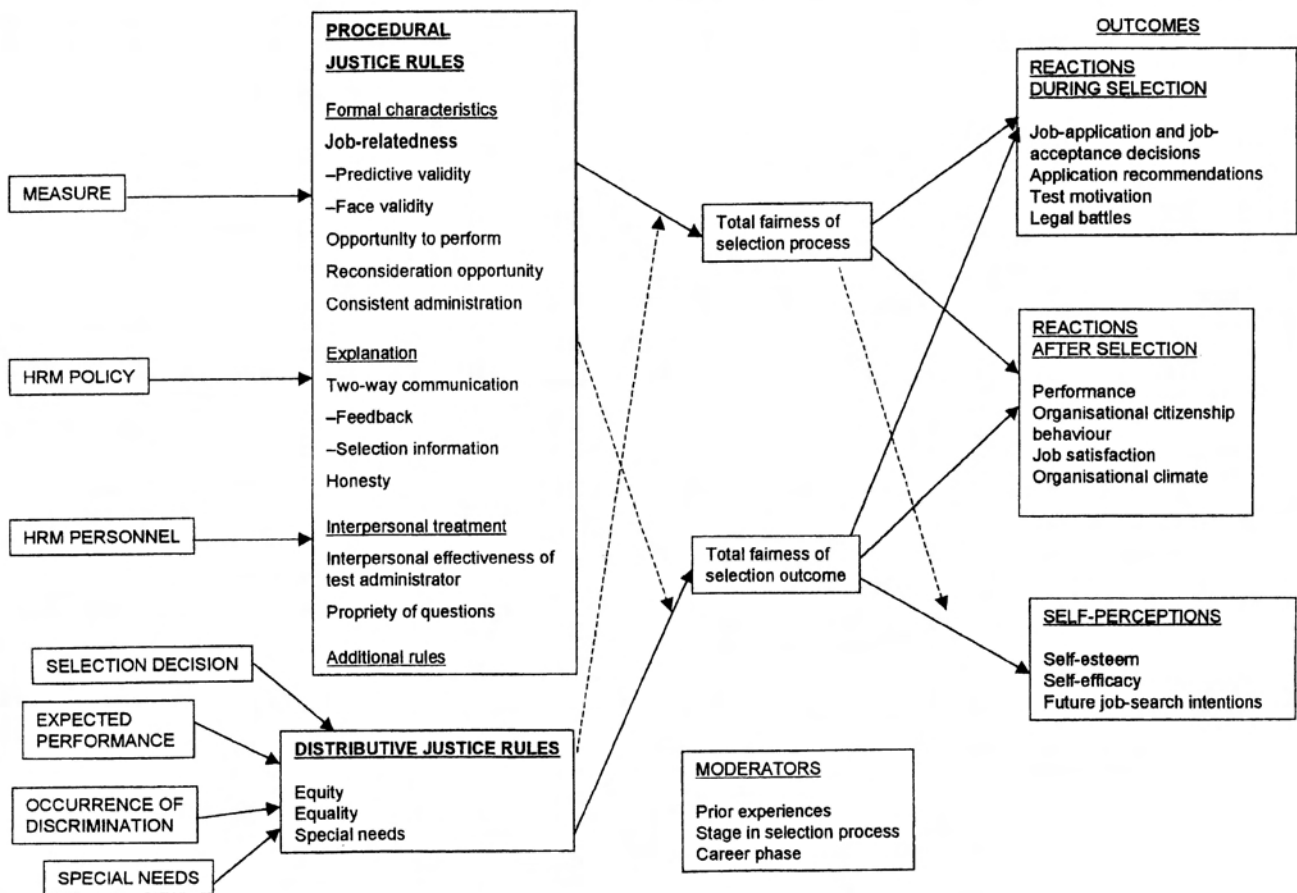 MEASURE
HRM POLICY
HRM PERSONNEL
SELECTION DECISION
EXPECTED
PERFORMANCE
OCCURRENCE OF
DISCRIMINATION
SPECIAL NEEDS
PROCEDURAL
JUSTICE RULES
Formal characteristics
Job-relatedness
–Predictive validity
–Face validity
Opportunity to perform
Reconsideration opportunity
Consistent administration
Explanation
Two-way communication
–Feedback
–Selection information
Honesty
Interpersonal treatment
Interpersonal effectiveness of
test administrator
Propriety of questions
Additional rules
DISTRIBUTIVE JUSTICE RULES
Equity
Equality
Special needs
Total fairness of
selection process
Total fairness of
selection outcome
MODERATORS
Prior experiences
Stage in selection process
Career phase
OUTCOMES
REACTIONS
DURING SELECTION
Job-application and job-
acceptance decisions
Application recommendations
Test motivation
Legal battles
REACTIONS
AFTER SELECTION
Performance
Organisational citizenship
behaviour
Job satisfaction
Organisational climate
SELF-PERCEPTIONS
Self-esteem
Self-efficacy
Future job-search intentions